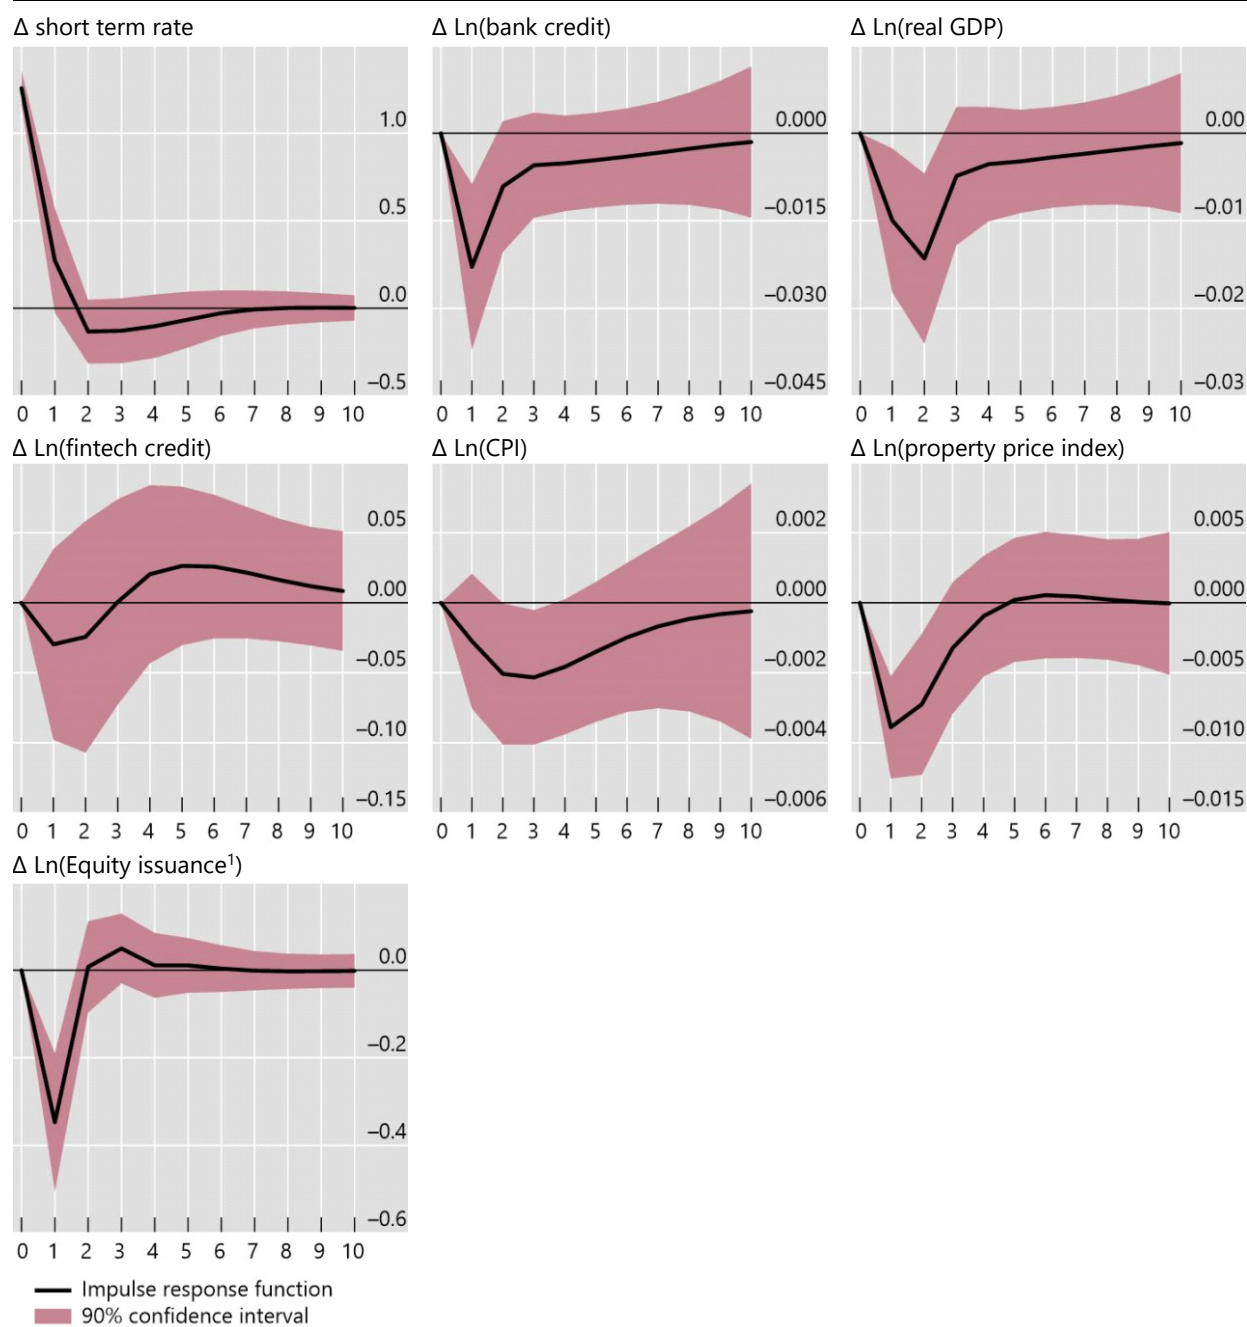 Δ short term rate
1.0
0.5
0.0
–0.5
0 1 2 3 4 5 6 7 8 9 10
Δ Ln(bank credit)
0.000
–0.015
–0.030
–0.045
0 1 2 3 4 5 6 7 8 9 10
Δ Ln(real GDP)
0.00
–0.01
–0.02
–0.03
0 1 2 3 4 5 6 7 8 9 10
Δ Ln(fintech credit)
0.05
0.00
–0.05
–0.10
–0.15
0 1 2 3 4 5 6 7 8 9 10
Δ Ln(CPI)
0.002
0.000
–0.002
–0.004
–0.006
0 1 2 3 4 5 6 7 8 9 10
Δ Ln(property price index)
0.005
0.000
–0.005
–0.010
–0.015
0 1 2 3 4 5 6 7 8 9 10
Δ Ln(Equity issuance¹)
0.0
–0.2
–0.4
–0.6
0 1 2 3 4 5 6 7 8 9 10
Impulse response function
90% confidence interval